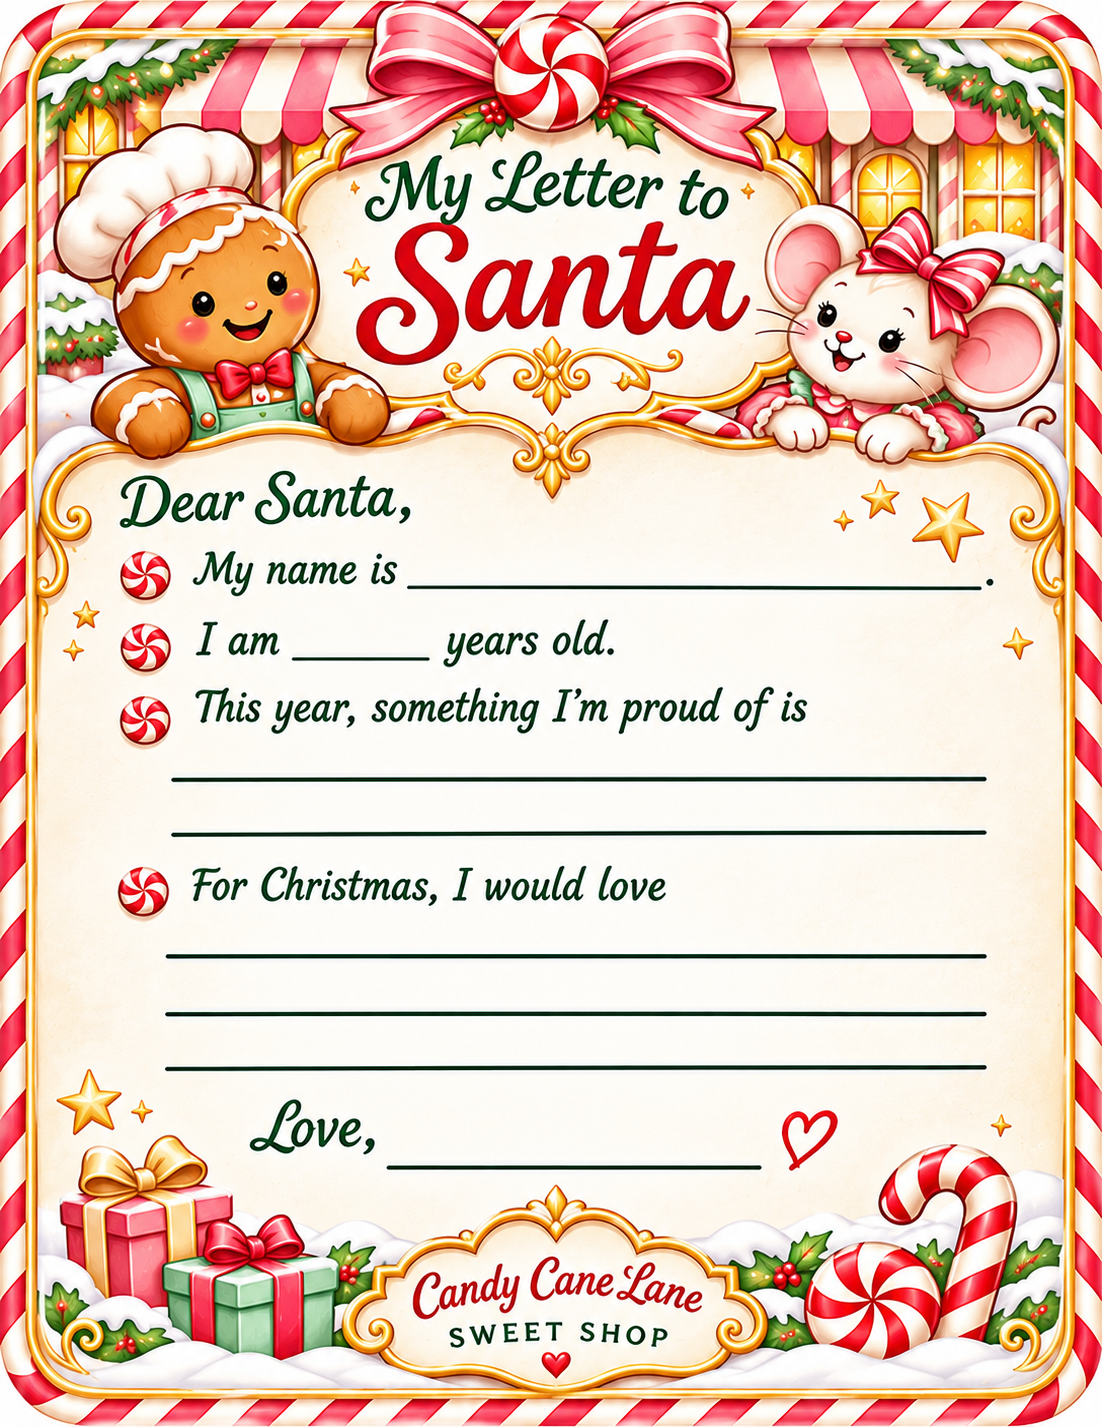 My Letter to
Santa
Dear Santa,
My name is ____________________.
I am ______ years old.
This year, something I'm proud of is
For Christmas, I would love
Love, ____________________
Candy Cane Lane
SWEET SHOP